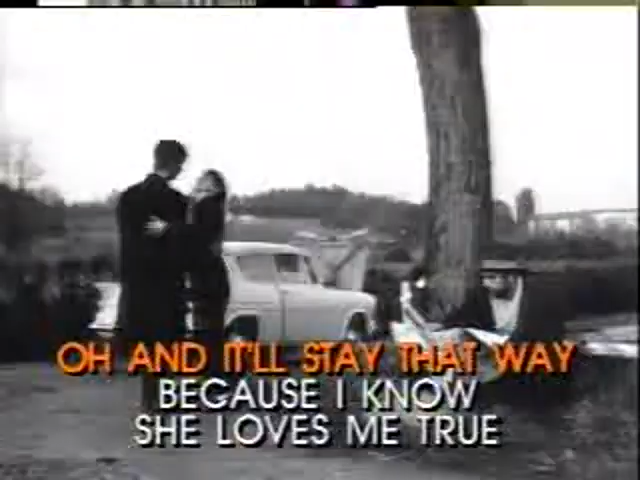 OH AND IT'LL STAY THAT WAY
BECAUSE I KNOW
SHE LOVES ME TRUE